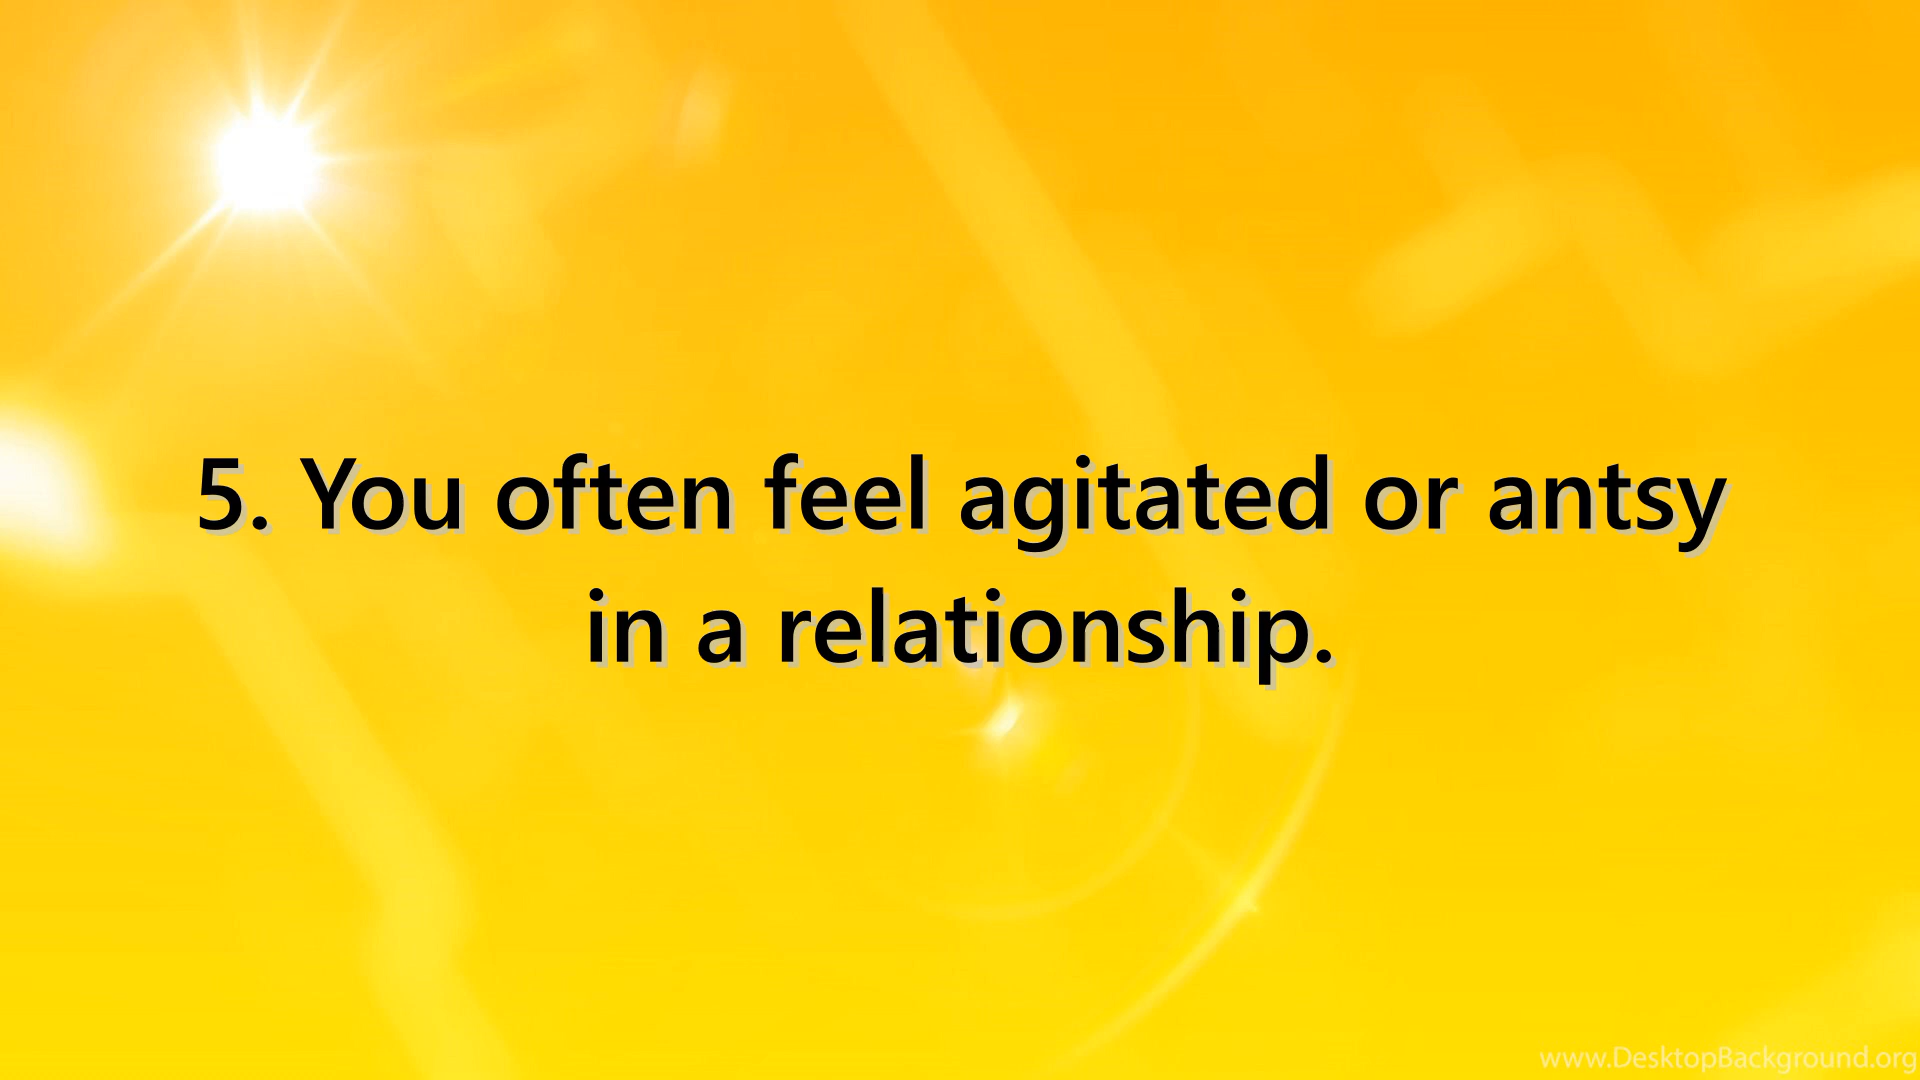 5. You often feel agitated or antsy
in a relationship.
www.DesktopBackground.org